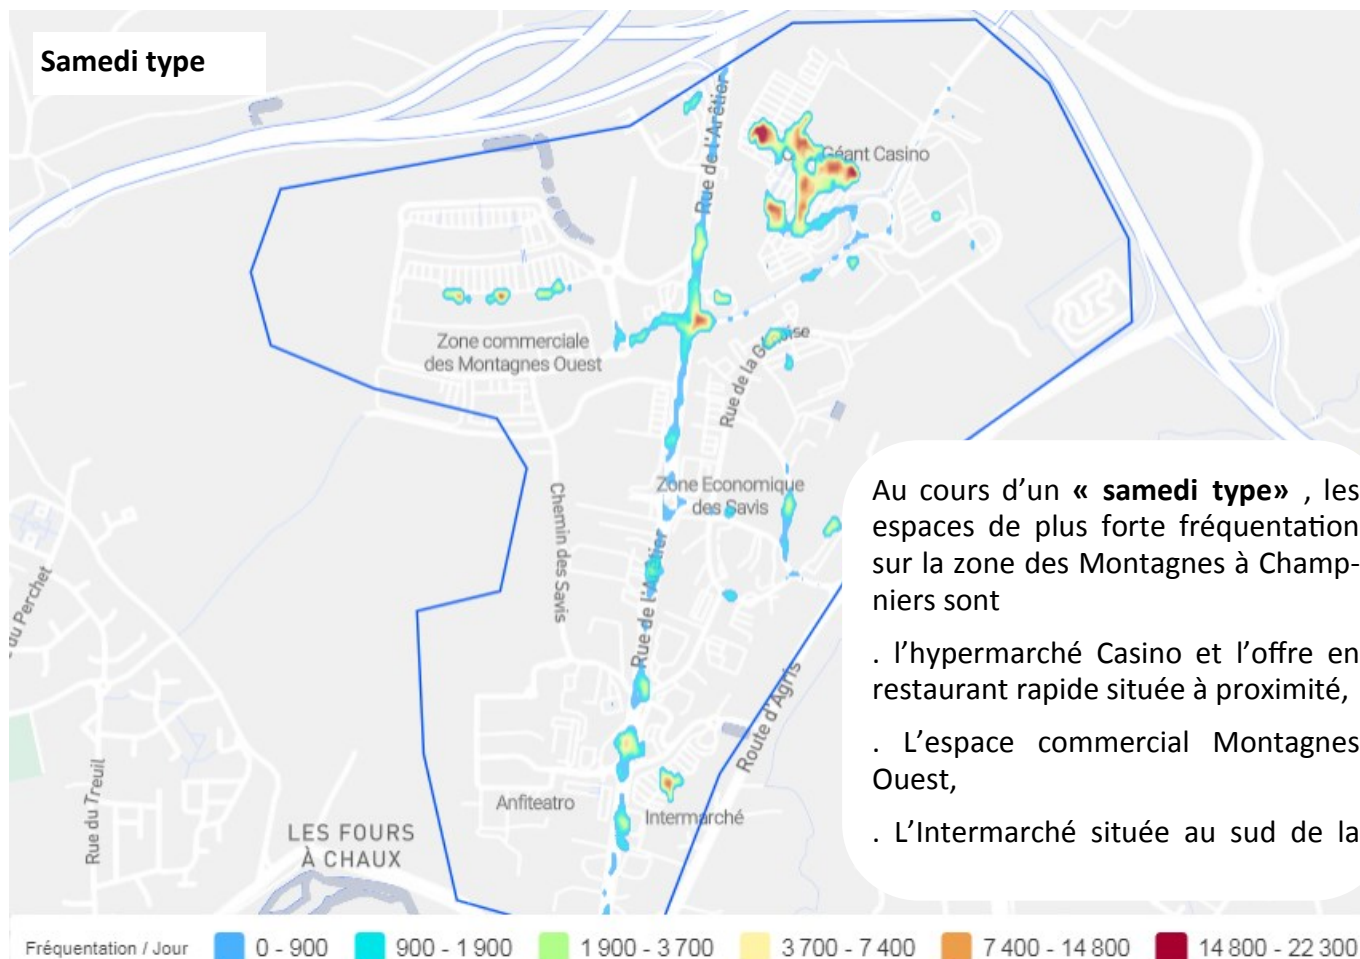 Samedi type
Rue de l'Arêtier
Géant Casino
Zone commerciale
des Montagnes Ouest
Rue de la G
se
Zone Economique
des Savis
Chemin des Savis
Rue de l'A
tier
Route d'Agris
du Perchet
Rue du Treuil
Anfiteatro
Intermarché
LES FOURS
À CHAUX
Au cours d’un « samedi type» , les
espaces de plus forte fréquentation
sur la zone des Montagnes à Champ-
niers sont
. l’hypermarché Casino et l’offre en
restaurant rapide située à proximité,
. L’espace commercial Montagnes
Ouest,
. L’Intermarché située au sud de la
Fréquentation / Jour 0 - 900 900 - 1 900 1 900 - 3 700 3 700 - 7 400 7 400 - 14 800 14 800 - 22 300